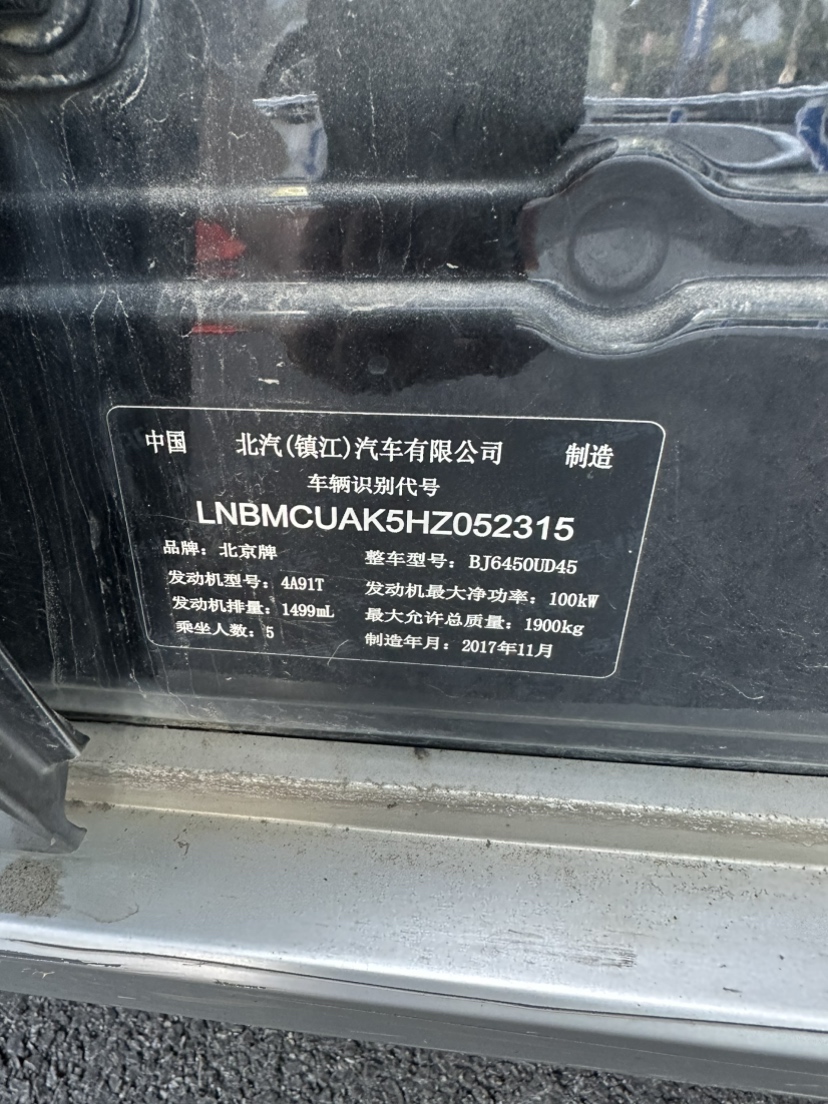 中国 北汽(镇江)汽车有限公司 制造
车辆识别代号
LNBMCUAK5HZ052315
品牌：北京牌 整车型号：BJ6450UD45
发动机型号：4A91T 发动机最大净功率：100kW
发动机排量：1499mL 最大允许总质量：1900kg
乘坐人数：5 制造年月：2017年11月